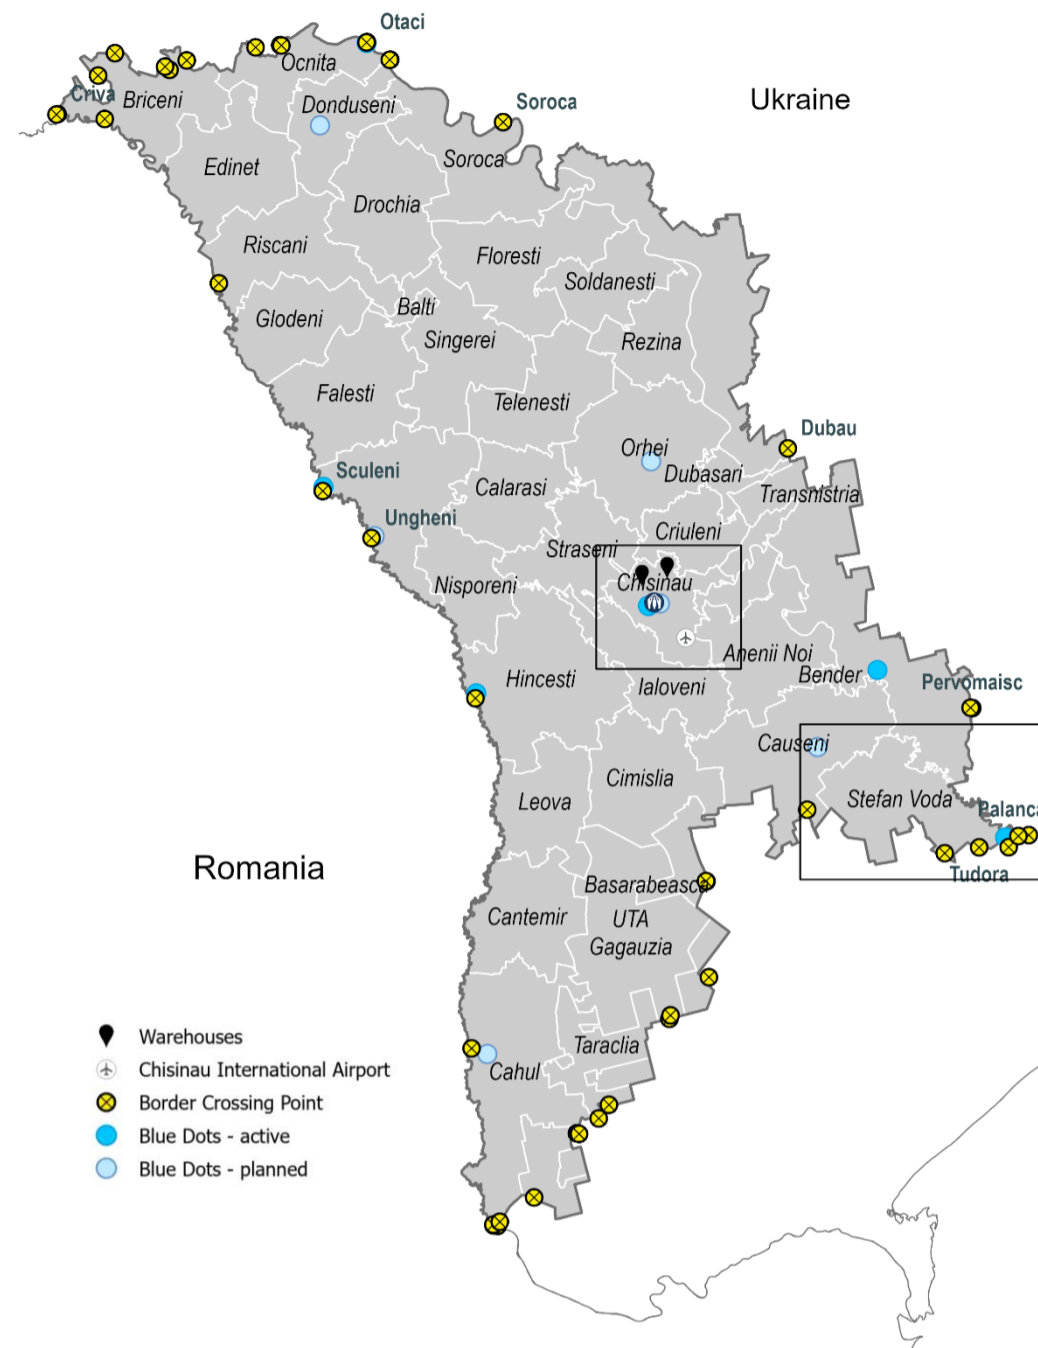 Otaci
Ocnita
Ukraine
Criva
Briceni
Donduseni
Soroca
Soroca
Edinet
Drochia
Riscani
Floresti
Soldanesti
Balti
Glodeni
Singerei
Rezina
Falesti
Telenesti
Dubau
Orhei
Sculeni
Dubasari
Calarasi
Transnistria
Ungheni
Criuleni
Straseni
Chisinau
Nisporeni
Anenii Noi
Hincesti
Ialoveni
Bender
Pervomaisc
Causeni
Cimislia
Leova
Stefan Voda
Palanca
Romania
Tudora
Basarabeasca
Cantemir
UTA
Gagauzia
Taraclia
Cahul
Warehouses
Chisinau International Airport
Border Crossing Point
Blue Dots - active
Blue Dots - planned